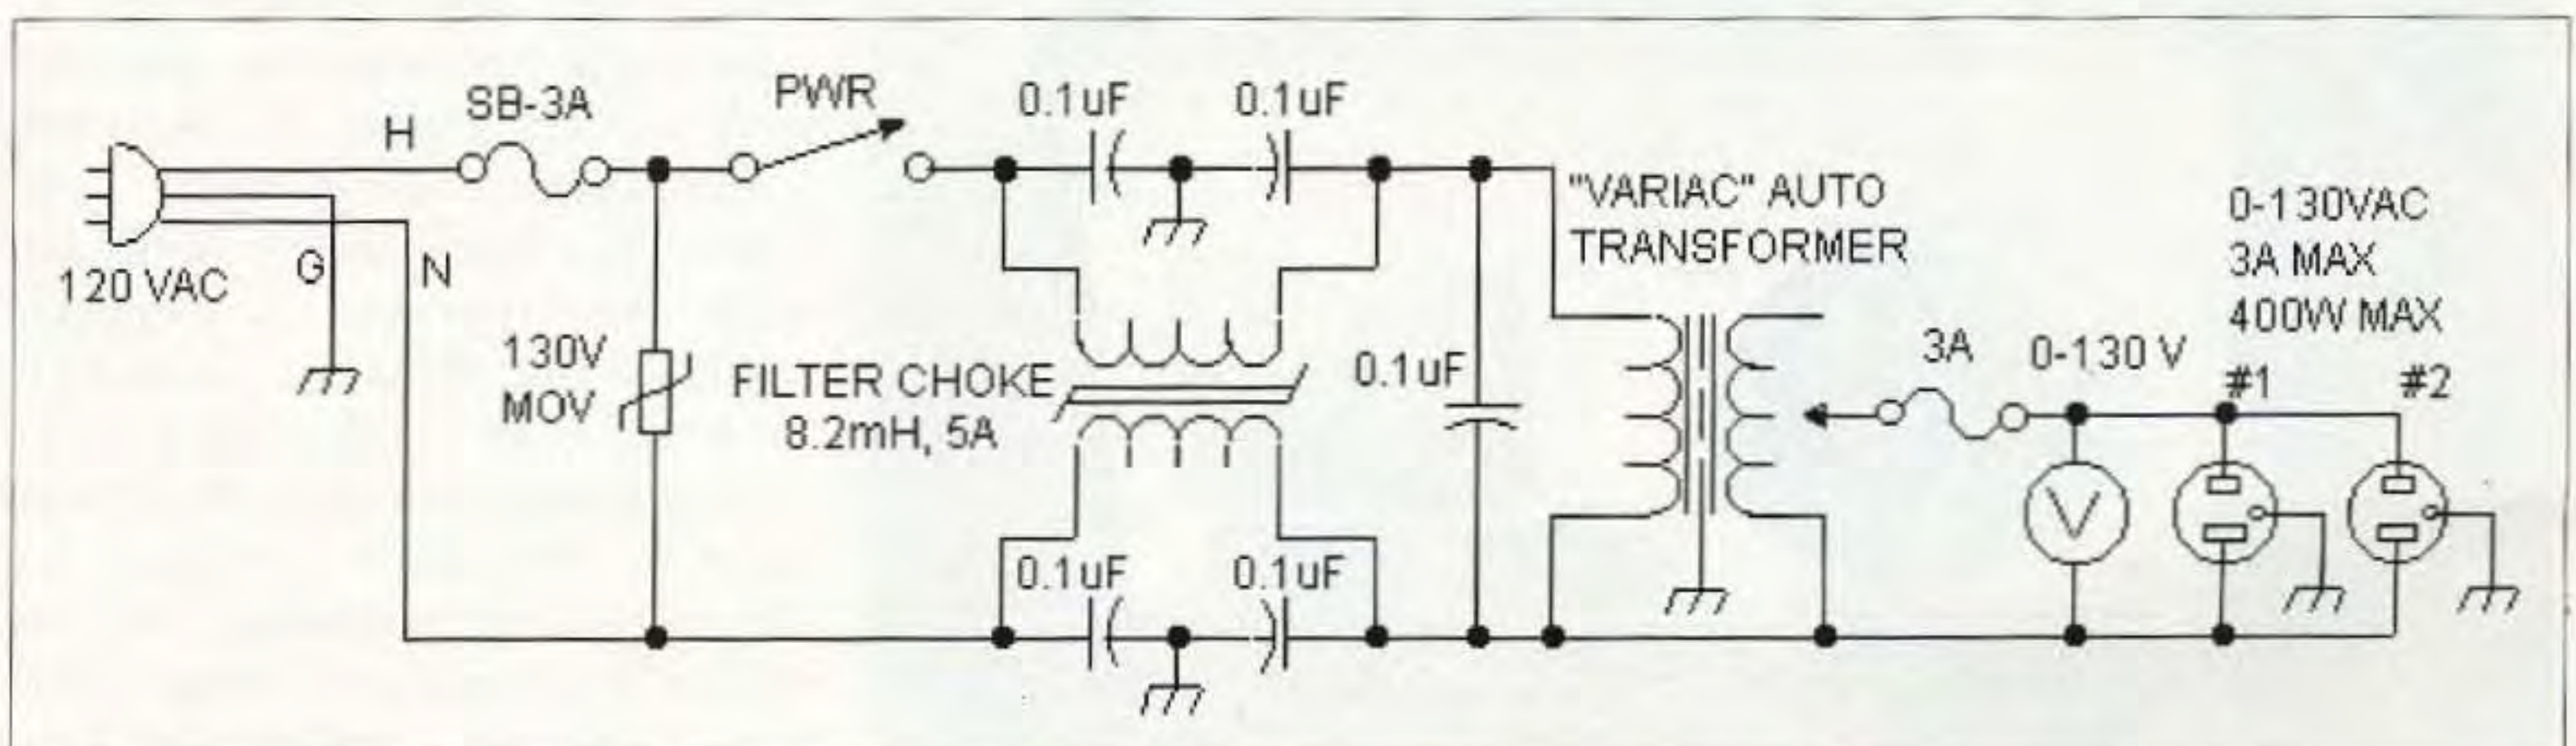 120 VAC
H
G
N
SB-3A
PWR
130V
MOV
0.1uF
0.1uF
FILTER CHOKE
8.2mH, 5A
0.1uF
0.1uF
0.1uF
"VARIAC" AUTO
TRANSFORMER
3A
0-130 V
V
0-130VAC
3A MAX
400W MAX
#1
#2